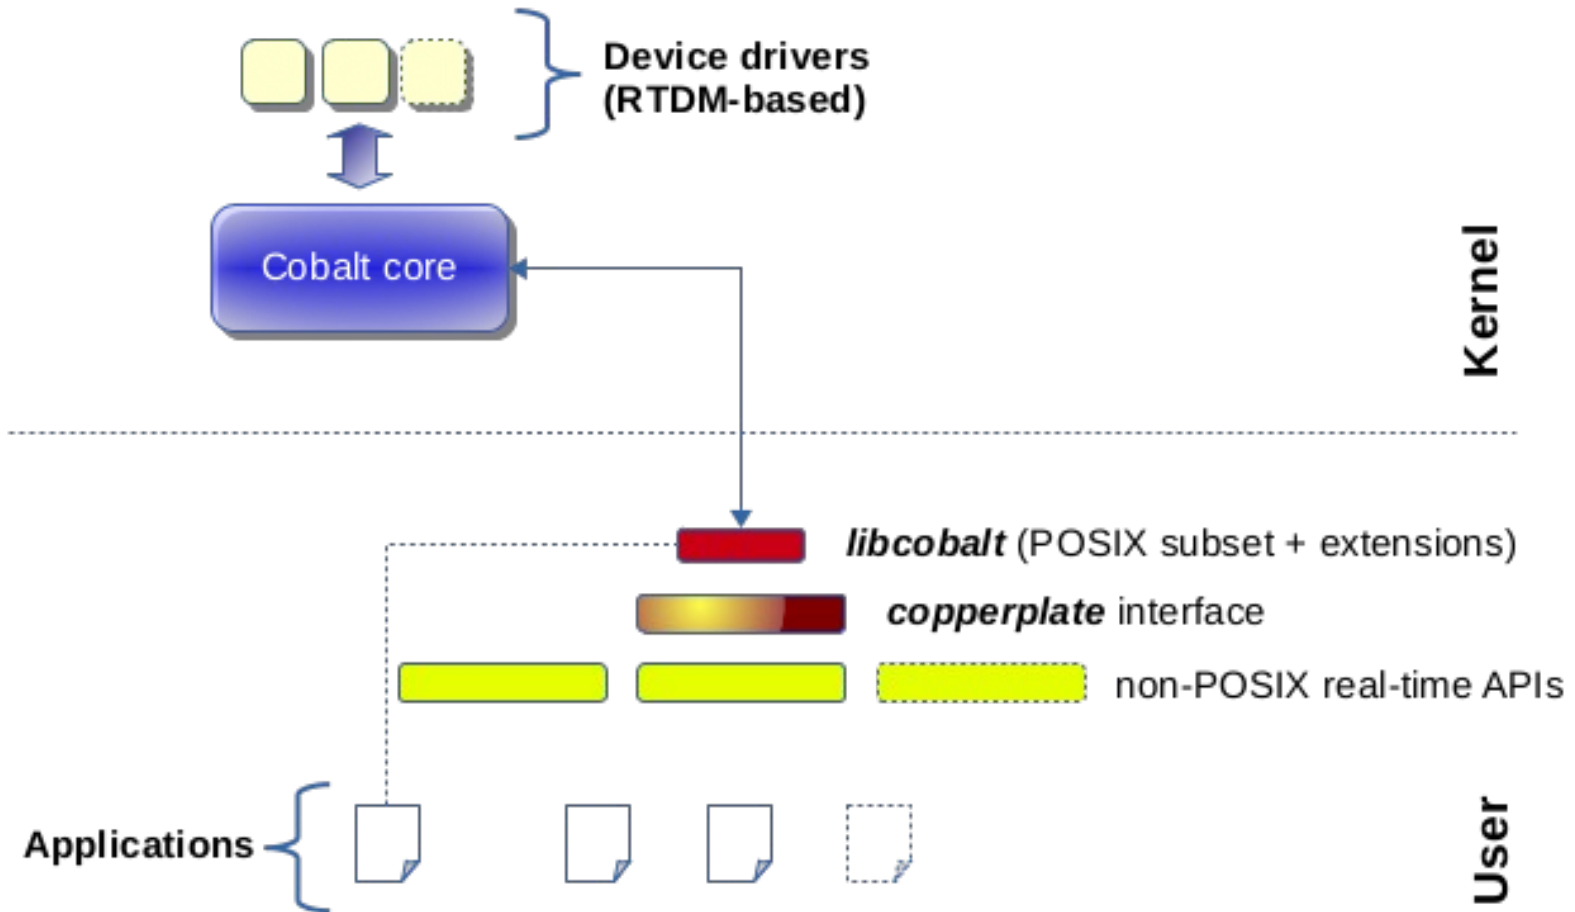 Device drivers
(RTDM-based)
Cobalt core
Kernel
libcobalt (POSIX subset + extensions)
copperplate interface
non-POSIX real-time APIs
Applications
User